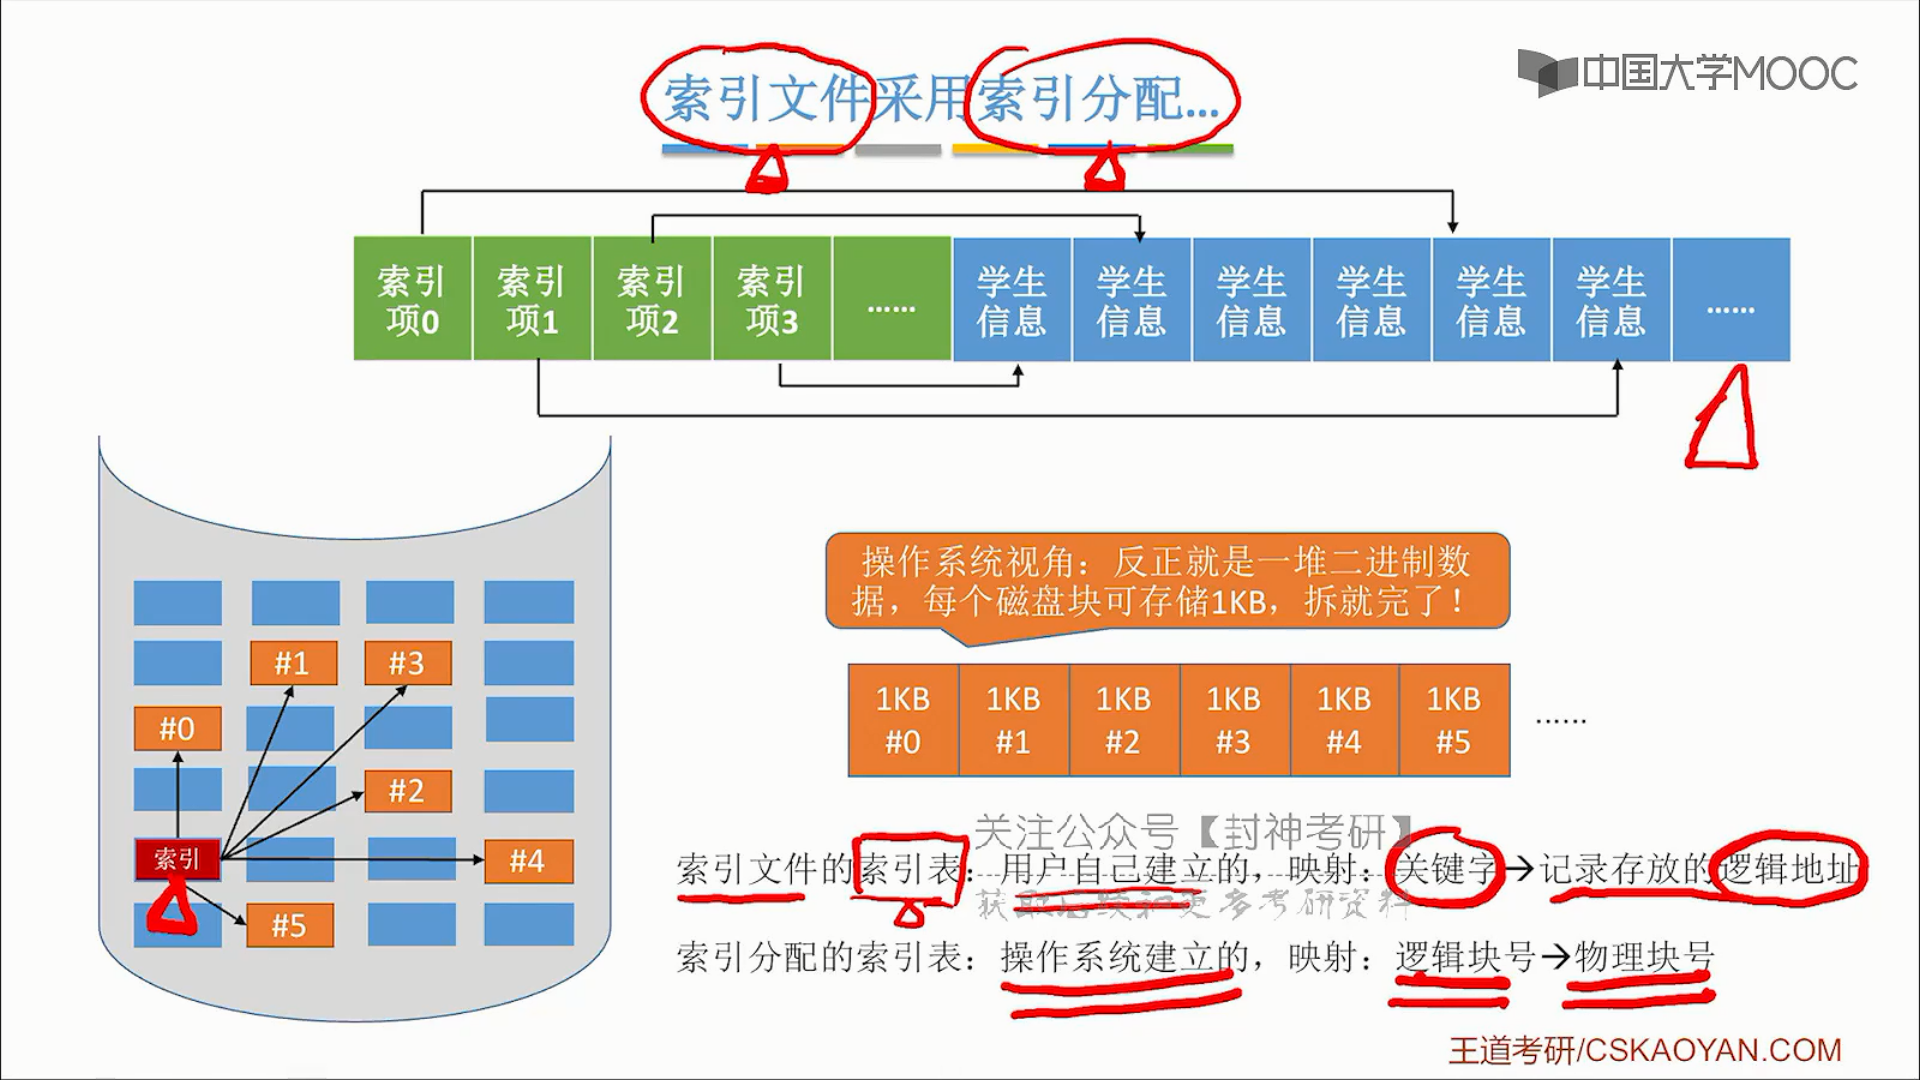 中国大学MOOC
索引文件采用索引分配...
索引项0 索引项1 索引项2 索引项3 …… 学生信息 学生信息 学生信息 学生信息 学生信息 学生信息 ……
操作系统视角：反正就是一堆二进制数
据，每个磁盘块可存储1KB，拆就完了！
#1 #3
#0
#2
索引 #4
#5
1KB 1KB 1KB 1KB 1KB 1KB
#0 #1 #2 #3 #4 #5 ……
关注公众号【封神考研】
索引文件的索引表：用户自己建立的，映射：关键字→记录存放的逻辑地址
获取后续和更多考研资料
索引分配的索引表：操作系统建立的，映射：逻辑块号→物理块号
王道考研/CSKAOYAN.COM